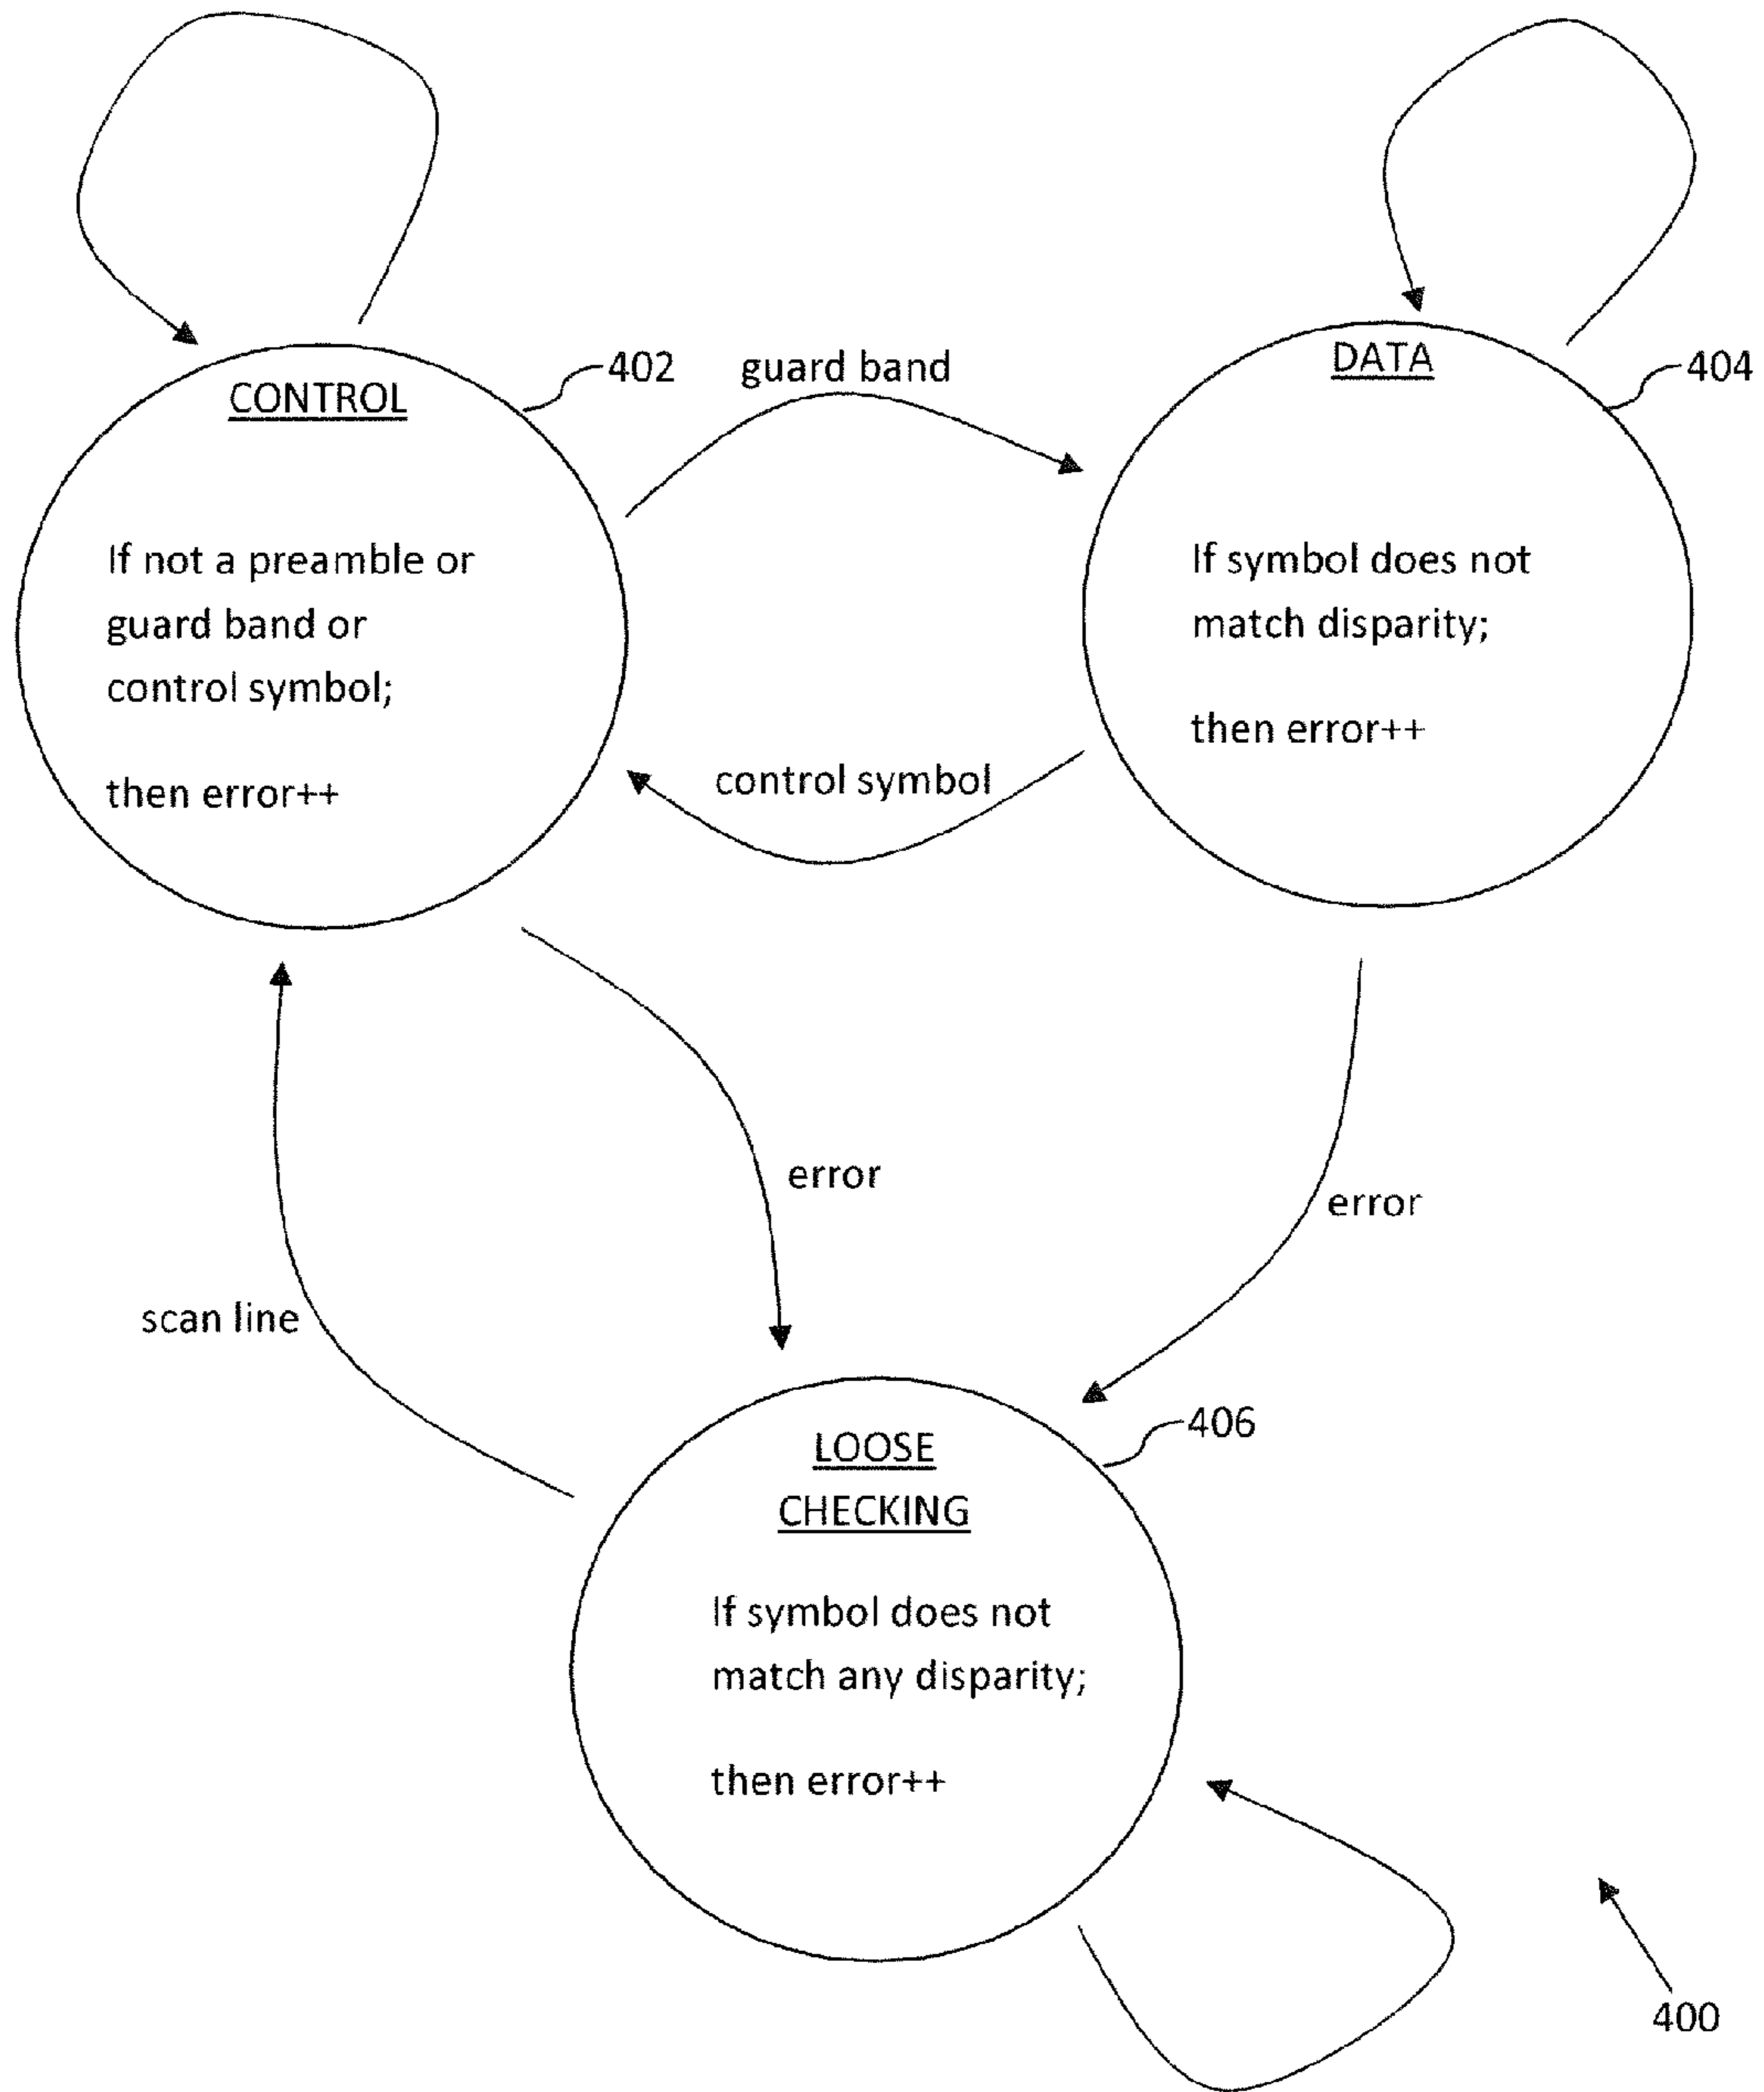 CONTROL
402
If not a preamble or
guard band or
control symbol;
then error++
guard band
DATA
404
If symbol does not
match disparity;
then error++
control symbol
error
error
scan line
LOOSE
CHECKING
406
If symbol does not
match any disparity;
then error++
400